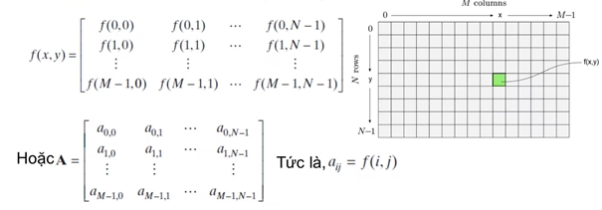 M columns
0 x M−1
0
f(0,0) f(0,1) ⋯ f(0,N−1)
f(x,y)= f(1,0) f(1,1) ⋯ f(1,N−1)
⋮ ⋮ ⋮
f(M−1,0) f(M−1,1) ⋯ f(M−1,N−1)
N rows
y
f(x,y)
N−1
a0,0 a0,1 ⋯ a0,N−1
Hoặc A = a1,0 a1,1 ⋯ a1,N−1
⋮ ⋮ ⋮
aM−1,0 aM−1,1 ⋯ aM−1,N−1
Tức là, aij = f(i,j)